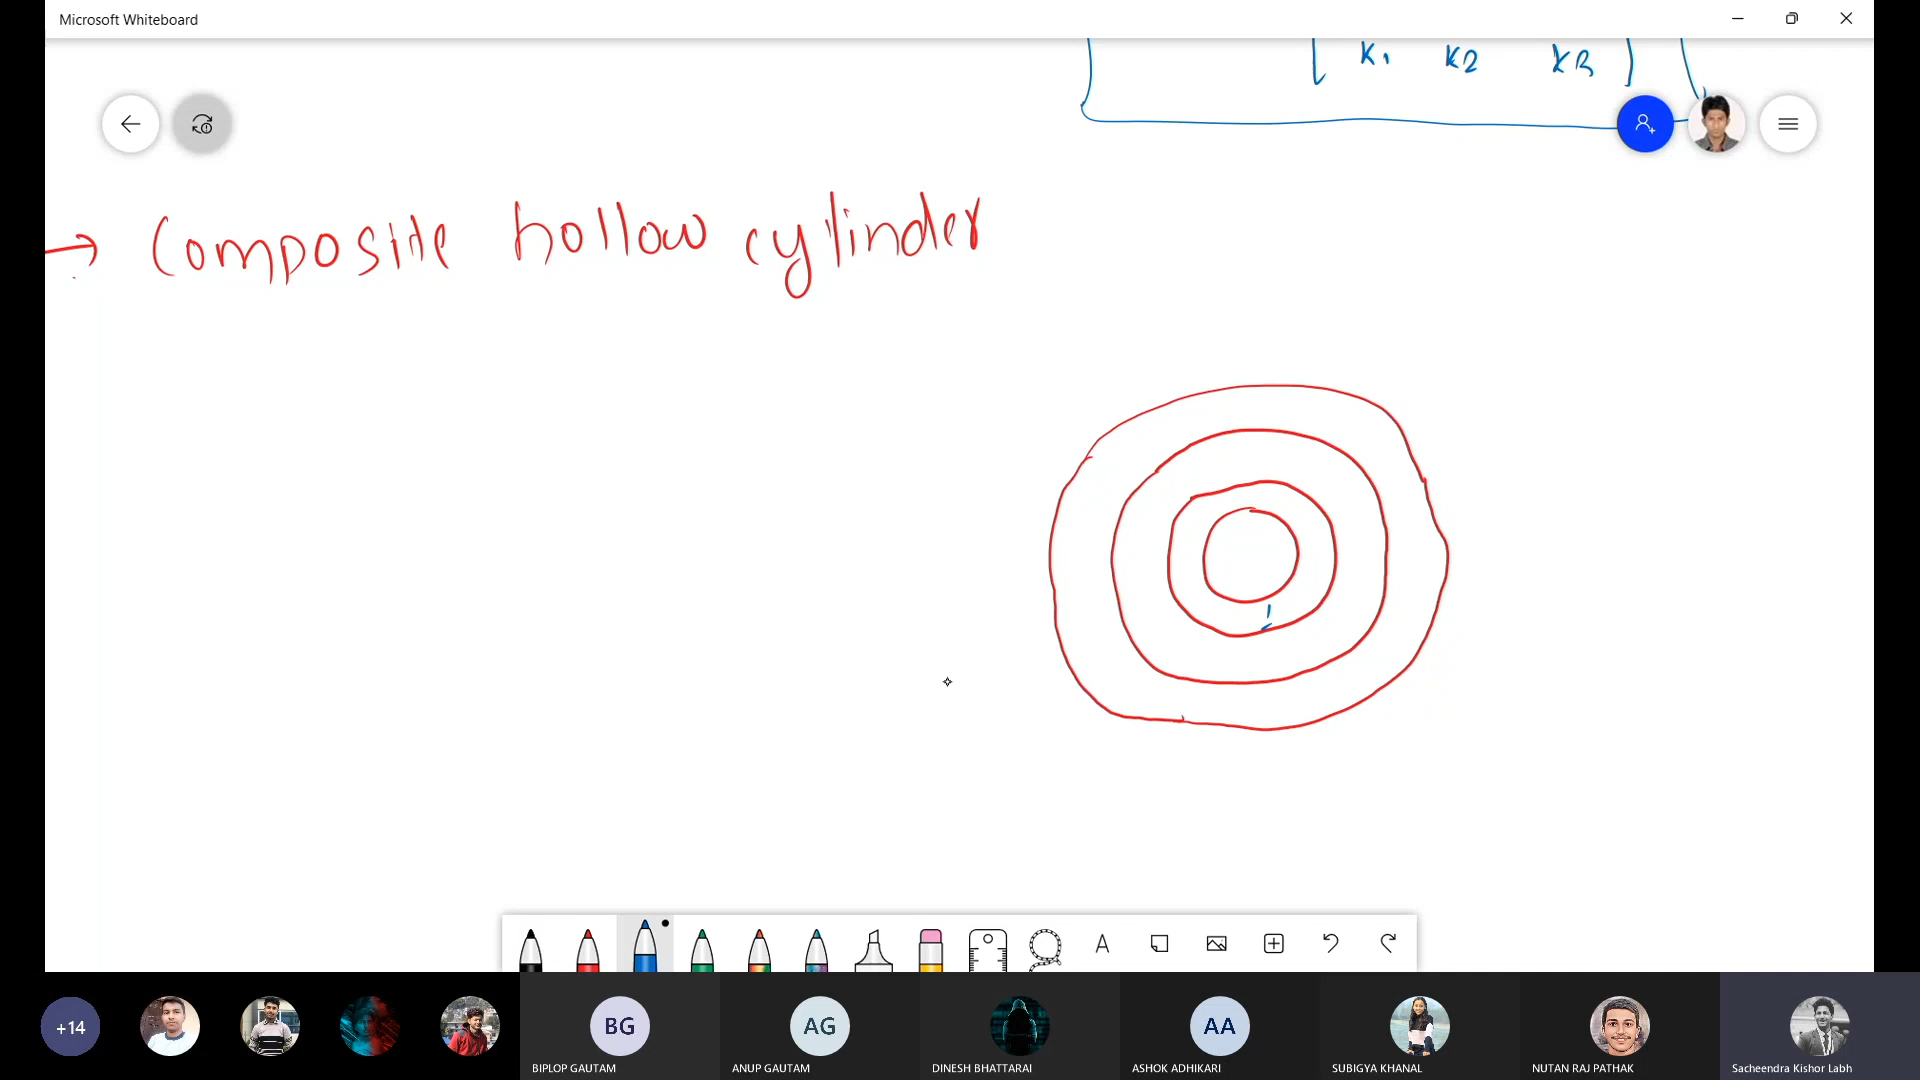 Microsoft Whiteboard
K1 K2 K3
→ Composite hollow cylinder
1
A
+14
BG
AG
AA
BIPLOP GAUTAM
ANUP GAUTAM
DINESH BHATTARAI
ASHOK ADHIKARI
SUBIGYA KHANAL
NUTAN RAJ PATHAK
Sacheendra Kishor Labh